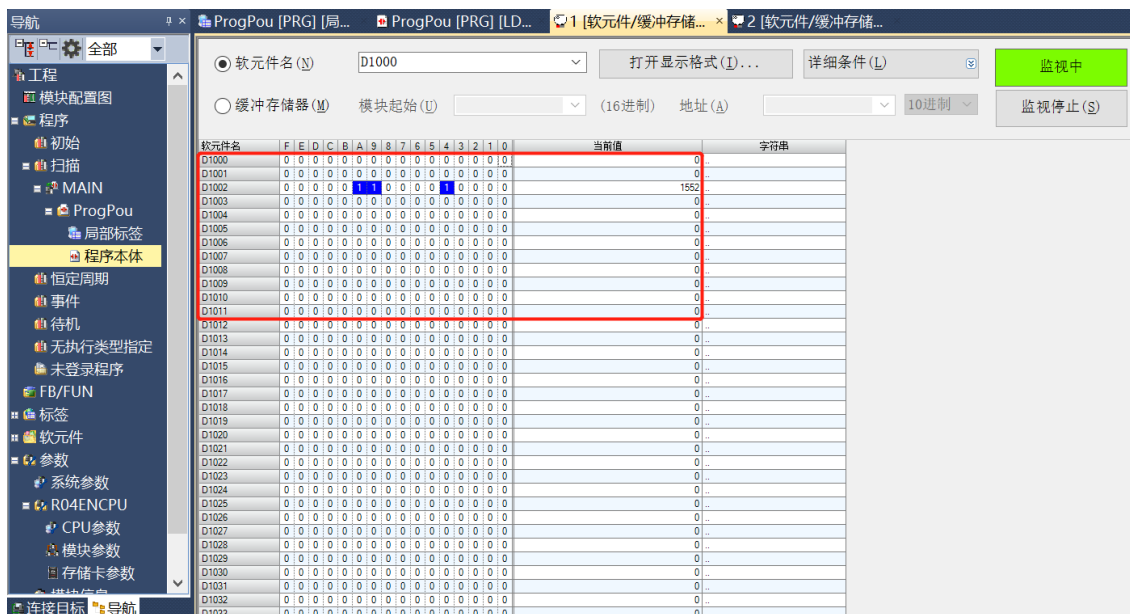 导航
ProgPou [PRG] [局...
ProgPou [PRG] [LD...
1 [软元件/缓冲存储...
2 [软元件/缓冲存储...
全部
工程
模块配置图
程序
初始
扫描
MAIN
ProgPou
局部标签
程序本体
恒定周期
事件
待机
无执行类型指定
未登录程序
FB/FUN
标签
软元件
参数
系统参数
R04ENCPU
CPU参数
模块参数
存储卡参数
连接目标 导航
软元件名(N) D1000 打开显示格式(I)... 详细条件(L) 监视中
缓冲存储器(M) 模块起始(U) (16进制) 地址(A) 10进制 监视停止(S)
软元件名 F E D C B A 9 8 7 6 5 4 3 2 1 0 当前值 字符串
D1000 0 0 0 0 0 0 0 0 0 0 0 0 0 0 0 0 0 ..
D1001 0 0 0 0 0 0 0 0 0 0 0 0 0 0 0 0 0 ..
D1002 0 0 0 0 0 1 1 0 0 0 0 1 0 0 0 0 1552 ..
D1003 0 0 0 0 0 0 0 0 0 0 0 0 0 0 0 0 0 ..
D1004 0 0 0 0 0 0 0 0 0 0 0 0 0 0 0 0 0 ..
D1005 0 0 0 0 0 0 0 0 0 0 0 0 0 0 0 0 0 ..
D1006 0 0 0 0 0 0 0 0 0 0 0 0 0 0 0 0 0 ..
D1007 0 0 0 0 0 0 0 0 0 0 0 0 0 0 0 0 0 ..
D1008 0 0 0 0 0 0 0 0 0 0 0 0 0 0 0 0 0 ..
D1009 0 0 0 0 0 0 0 0 0 0 0 0 0 0 0 0 0 ..
D1010 0 0 0 0 0 0 0 0 0 0 0 0 0 0 0 0 0 ..
D1011 0 0 0 0 0 0 0 0 0 0 0 0 0 0 0 0 0 ..
D1012 0 0 0 0 0 0 0 0 0 0 0 0 0 0 0 0 0 ..
D1013 0 0 0 0 0 0 0 0 0 0 0 0 0 0 0 0 0 ..
D1014 0 0 0 0 0 0 0 0 0 0 0 0 0 0 0 0 0 ..
D1015 0 0 0 0 0 0 0 0 0 0 0 0 0 0 0 0 0 ..
D1016 0 0 0 0 0 0 0 0 0 0 0 0 0 0 0 0 0 ..
D1017 0 0 0 0 0 0 0 0 0 0 0 0 0 0 0 0 0 ..
D1018 0 0 0 0 0 0 0 0 0 0 0 0 0 0 0 0 0 ..
D1019 0 0 0 0 0 0 0 0 0 0 0 0 0 0 0 0 0 ..
D1020 0 0 0 0 0 0 0 0 0 0 0 0 0 0 0 0 0 ..
D1021 0 0 0 0 0 0 0 0 0 0 0 0 0 0 0 0 0 ..
D1022 0 0 0 0 0 0 0 0 0 0 0 0 0 0 0 0 0 ..
D1023 0 0 0 0 0 0 0 0 0 0 0 0 0 0 0 0 0 ..
D1024 0 0 0 0 0 0 0 0 0 0 0 0 0 0 0 0 0 ..
D1025 0 0 0 0 0 0 0 0 0 0 0 0 0 0 0 0 0 ..
D1026 0 0 0 0 0 0 0 0 0 0 0 0 0 0 0 0 0 ..
D1027 0 0 0 0 0 0 0 0 0 0 0 0 0 0 0 0 0 ..
D1028 0 0 0 0 0 0 0 0 0 0 0 0 0 0 0 0 0 ..
D1029 0 0 0 0 0 0 0 0 0 0 0 0 0 0 0 0 0 ..
D1030 0 0 0 0 0 0 0 0 0 0 0 0 0 0 0 0 0 ..
D1031 0 0 0 0 0 0 0 0 0 0 0 0 0 0 0 0 0 ..
D1032 0 0 0 0 0 0 0 0 0 0 0 0 0 0 0 0 0 ..